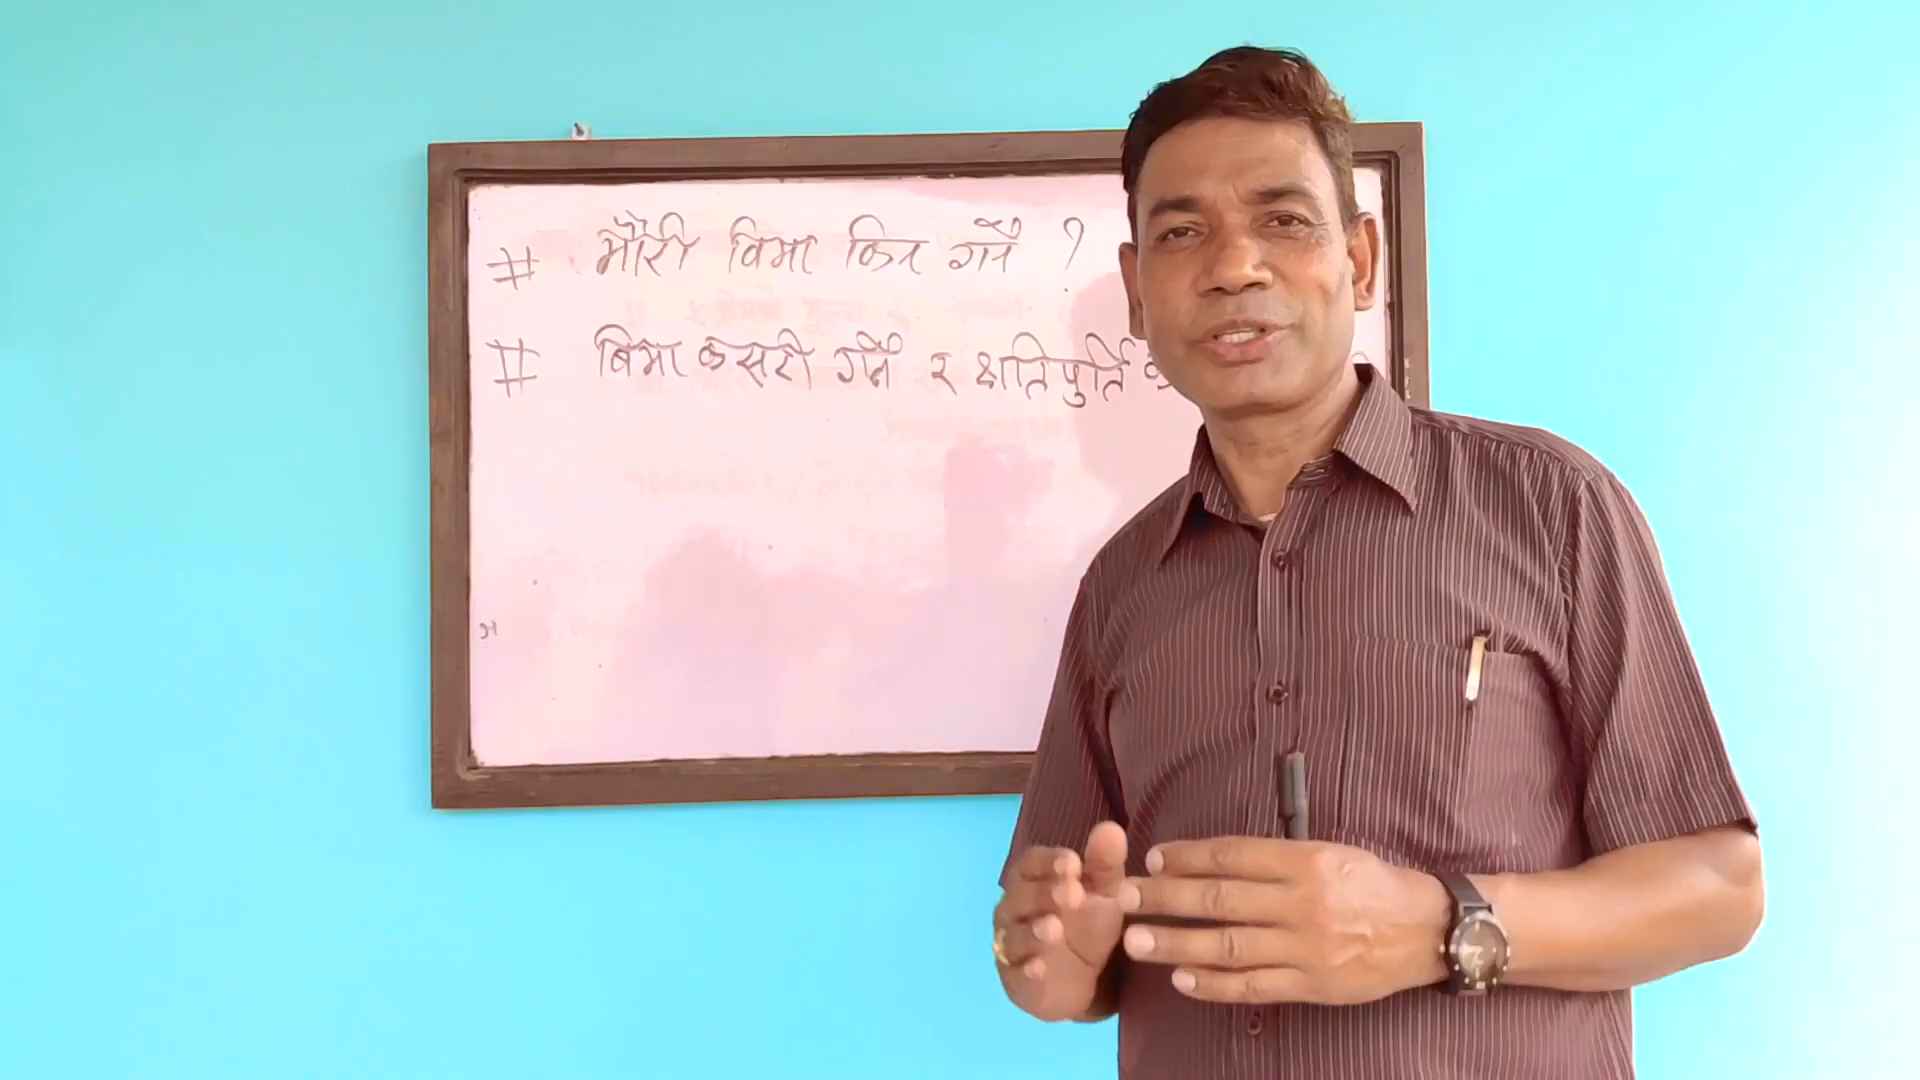 # मौरी विमा किन गर्ने ?
# बिमा कसरी गर्ने र क्षतिपुर्ति